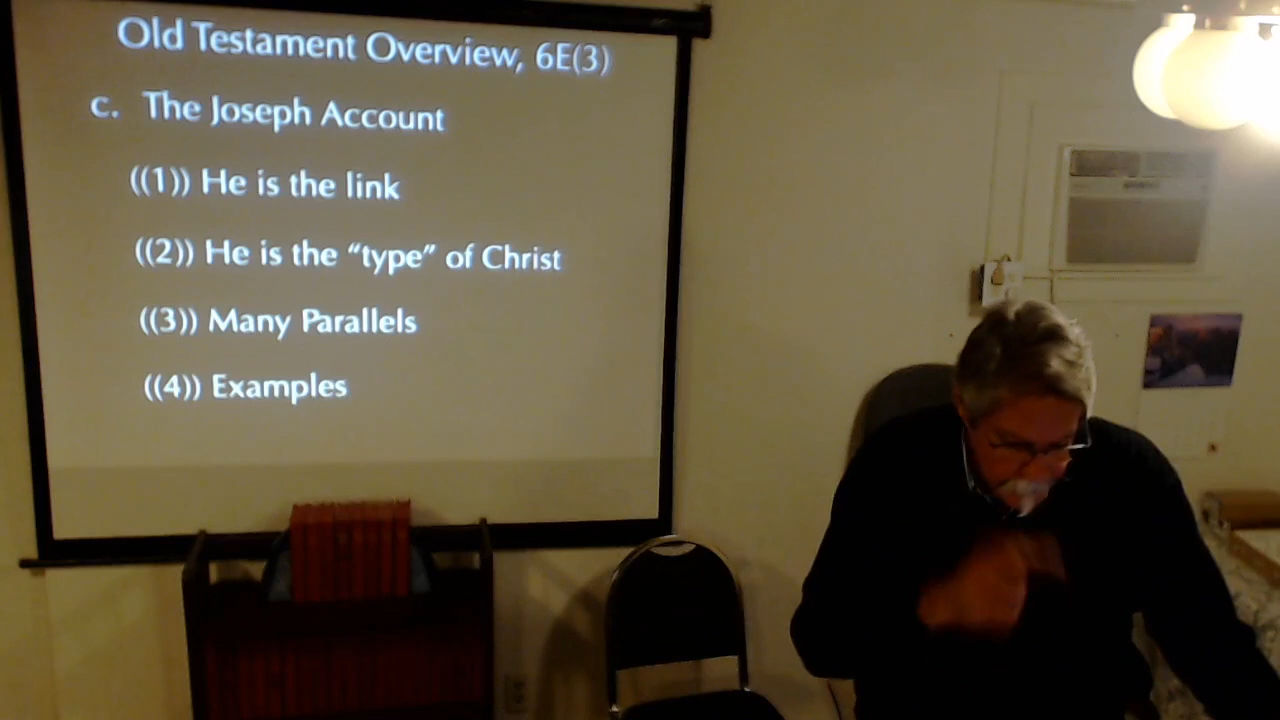 Old Testament Overview, 6E(3)
c. The Joseph Account
((1)) He is the link
((2)) He is the “type” of Christ
((3)) Many Parallels
((4)) Examples